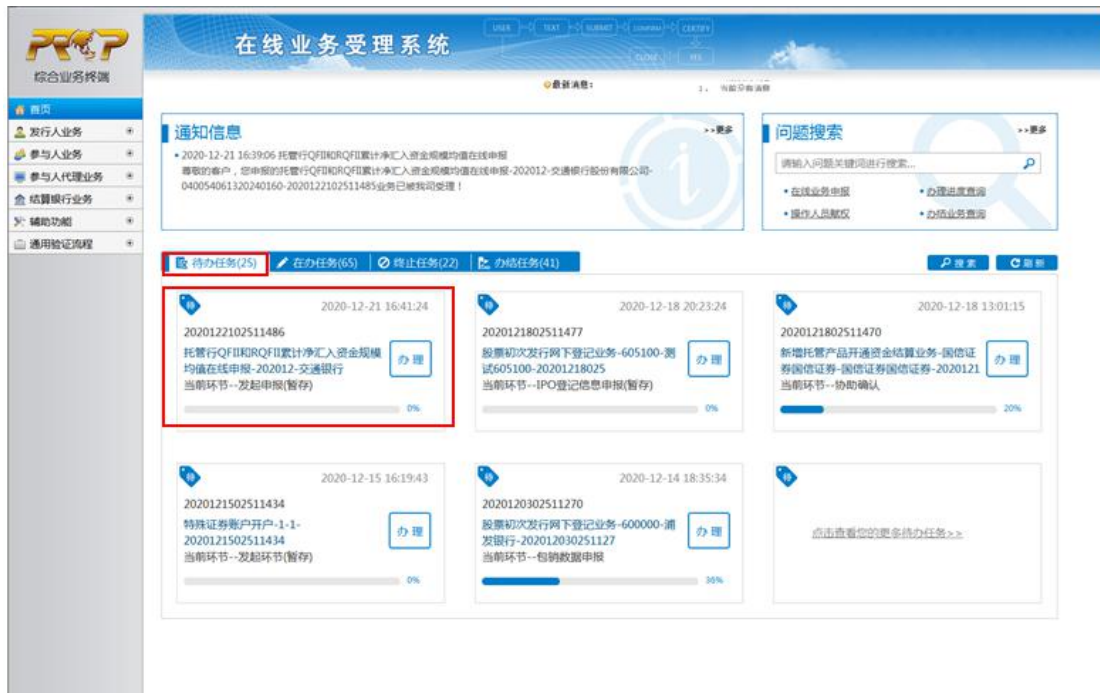 PROP
综合业务终端
在线业务受理系统
USER
TEXT
SUBMIT
CONFIRM
CERTIFY
CLOSE
YES
最新消息:
1、 当前没有消息
首页
发行人业务
参与人业务
参与人代理业务
结算银行业务
辅助功能
通用验证流程
通知信息
>>更多
2020-12-21 16:39:06 托管行QFII和RQFII累计净汇入资金规模均值在线申报
尊敬的客户，您申报的托管行QFII和RQFII累计净汇入资金规模均值在线申报-202012-交通银行股份有限公司-
040054061320240160-2020122102511485业务已被我司受理！
问题搜索
>>更多
请输入问题关键词进行搜索...
在线业务申报
办理进度查询
操作人员赋权
办结业务查询
待办任务(25)
在办任务(65)
终止任务(22)
办结任务(41)
搜索
刷新
待
2020-12-21 16:41:24
2020122102511486
托管行QFII和RQFII累计净汇入资金规模
均值在线申报-202012-交通银行
当前环节--发起申报(暂存)
办理
0%
待
2020-12-18 20:23:24
2020121802511477
股票初次发行网下登记业务-605100-测
试605100-20201218025
当前环节--IPO登记信息申报(暂存)
办理
0%
待
2020-12-18 13:01:15
2020121802511470
新增托管产品开通资金结算业务-国信证
券国信证券-国信证券国信证券-2020121
当前环节--协助确认
办理
20%
待
2020-12-15 16:19:43
2020121502511434
特殊证券账户开户-1-1-
2020121502511434
当前环节--发起环节(暂存)
办理
0%
待
2020-12-14 18:35:34
2020120302511270
股票初次发行网下登记业务-600000-浦
发银行-202012030251127
当前环节--包销数据申报
办理
36%
待
点击查看您的更多待办任务>>